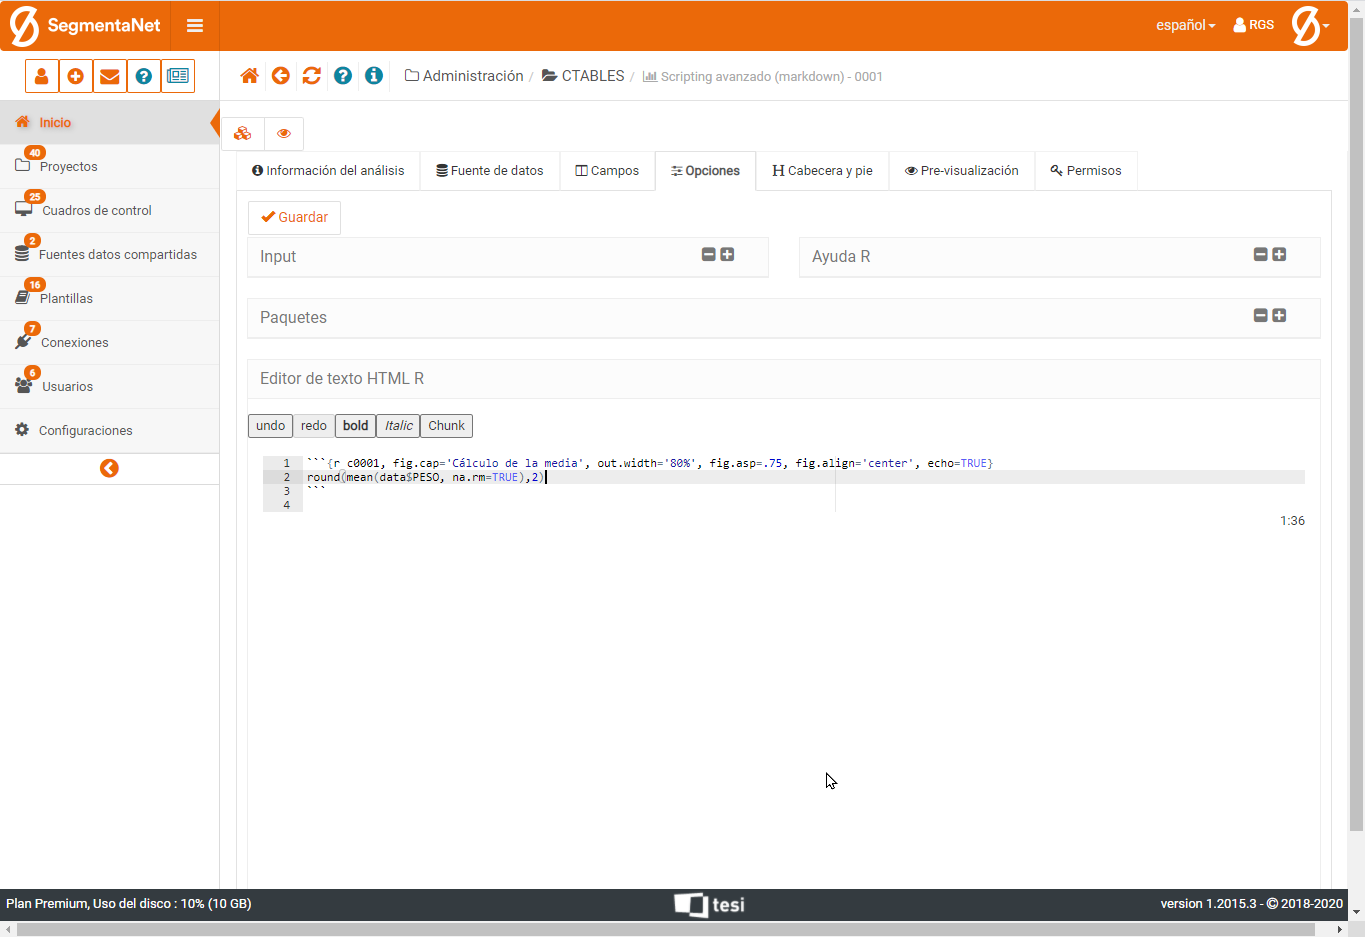 SegmentaNet
español
RGS
Administración / CTABLES / Scripting avanzado (markdown) - 0001
Inicio
40
Proyectos
25
Cuadros de control
2
Fuentes datos compartidas
16
Plantillas
7
Conexiones
6
Usuarios
Configuraciones
Información del análisis
Fuente de datos
Campos
Opciones
Cabecera y pie
Pre-visualización
Permisos
Guardar
Input
Ayuda R
Paquetes
Editor de texto HTML R
undo
redo
bold
Italic
Chunk
1 ```{r c0001, fig.cap='Cálculo de la media', out.width='80%', fig.asp=.75, fig.align='center', echo=TRUE}
2 round(mean(data$PESO, na.rm=TRUE),2)
3 ```
4
1:36
Plan Premium, Uso del disco : 10% (10 GB)
tesi
version 1.2015.3 - © 2018-2020